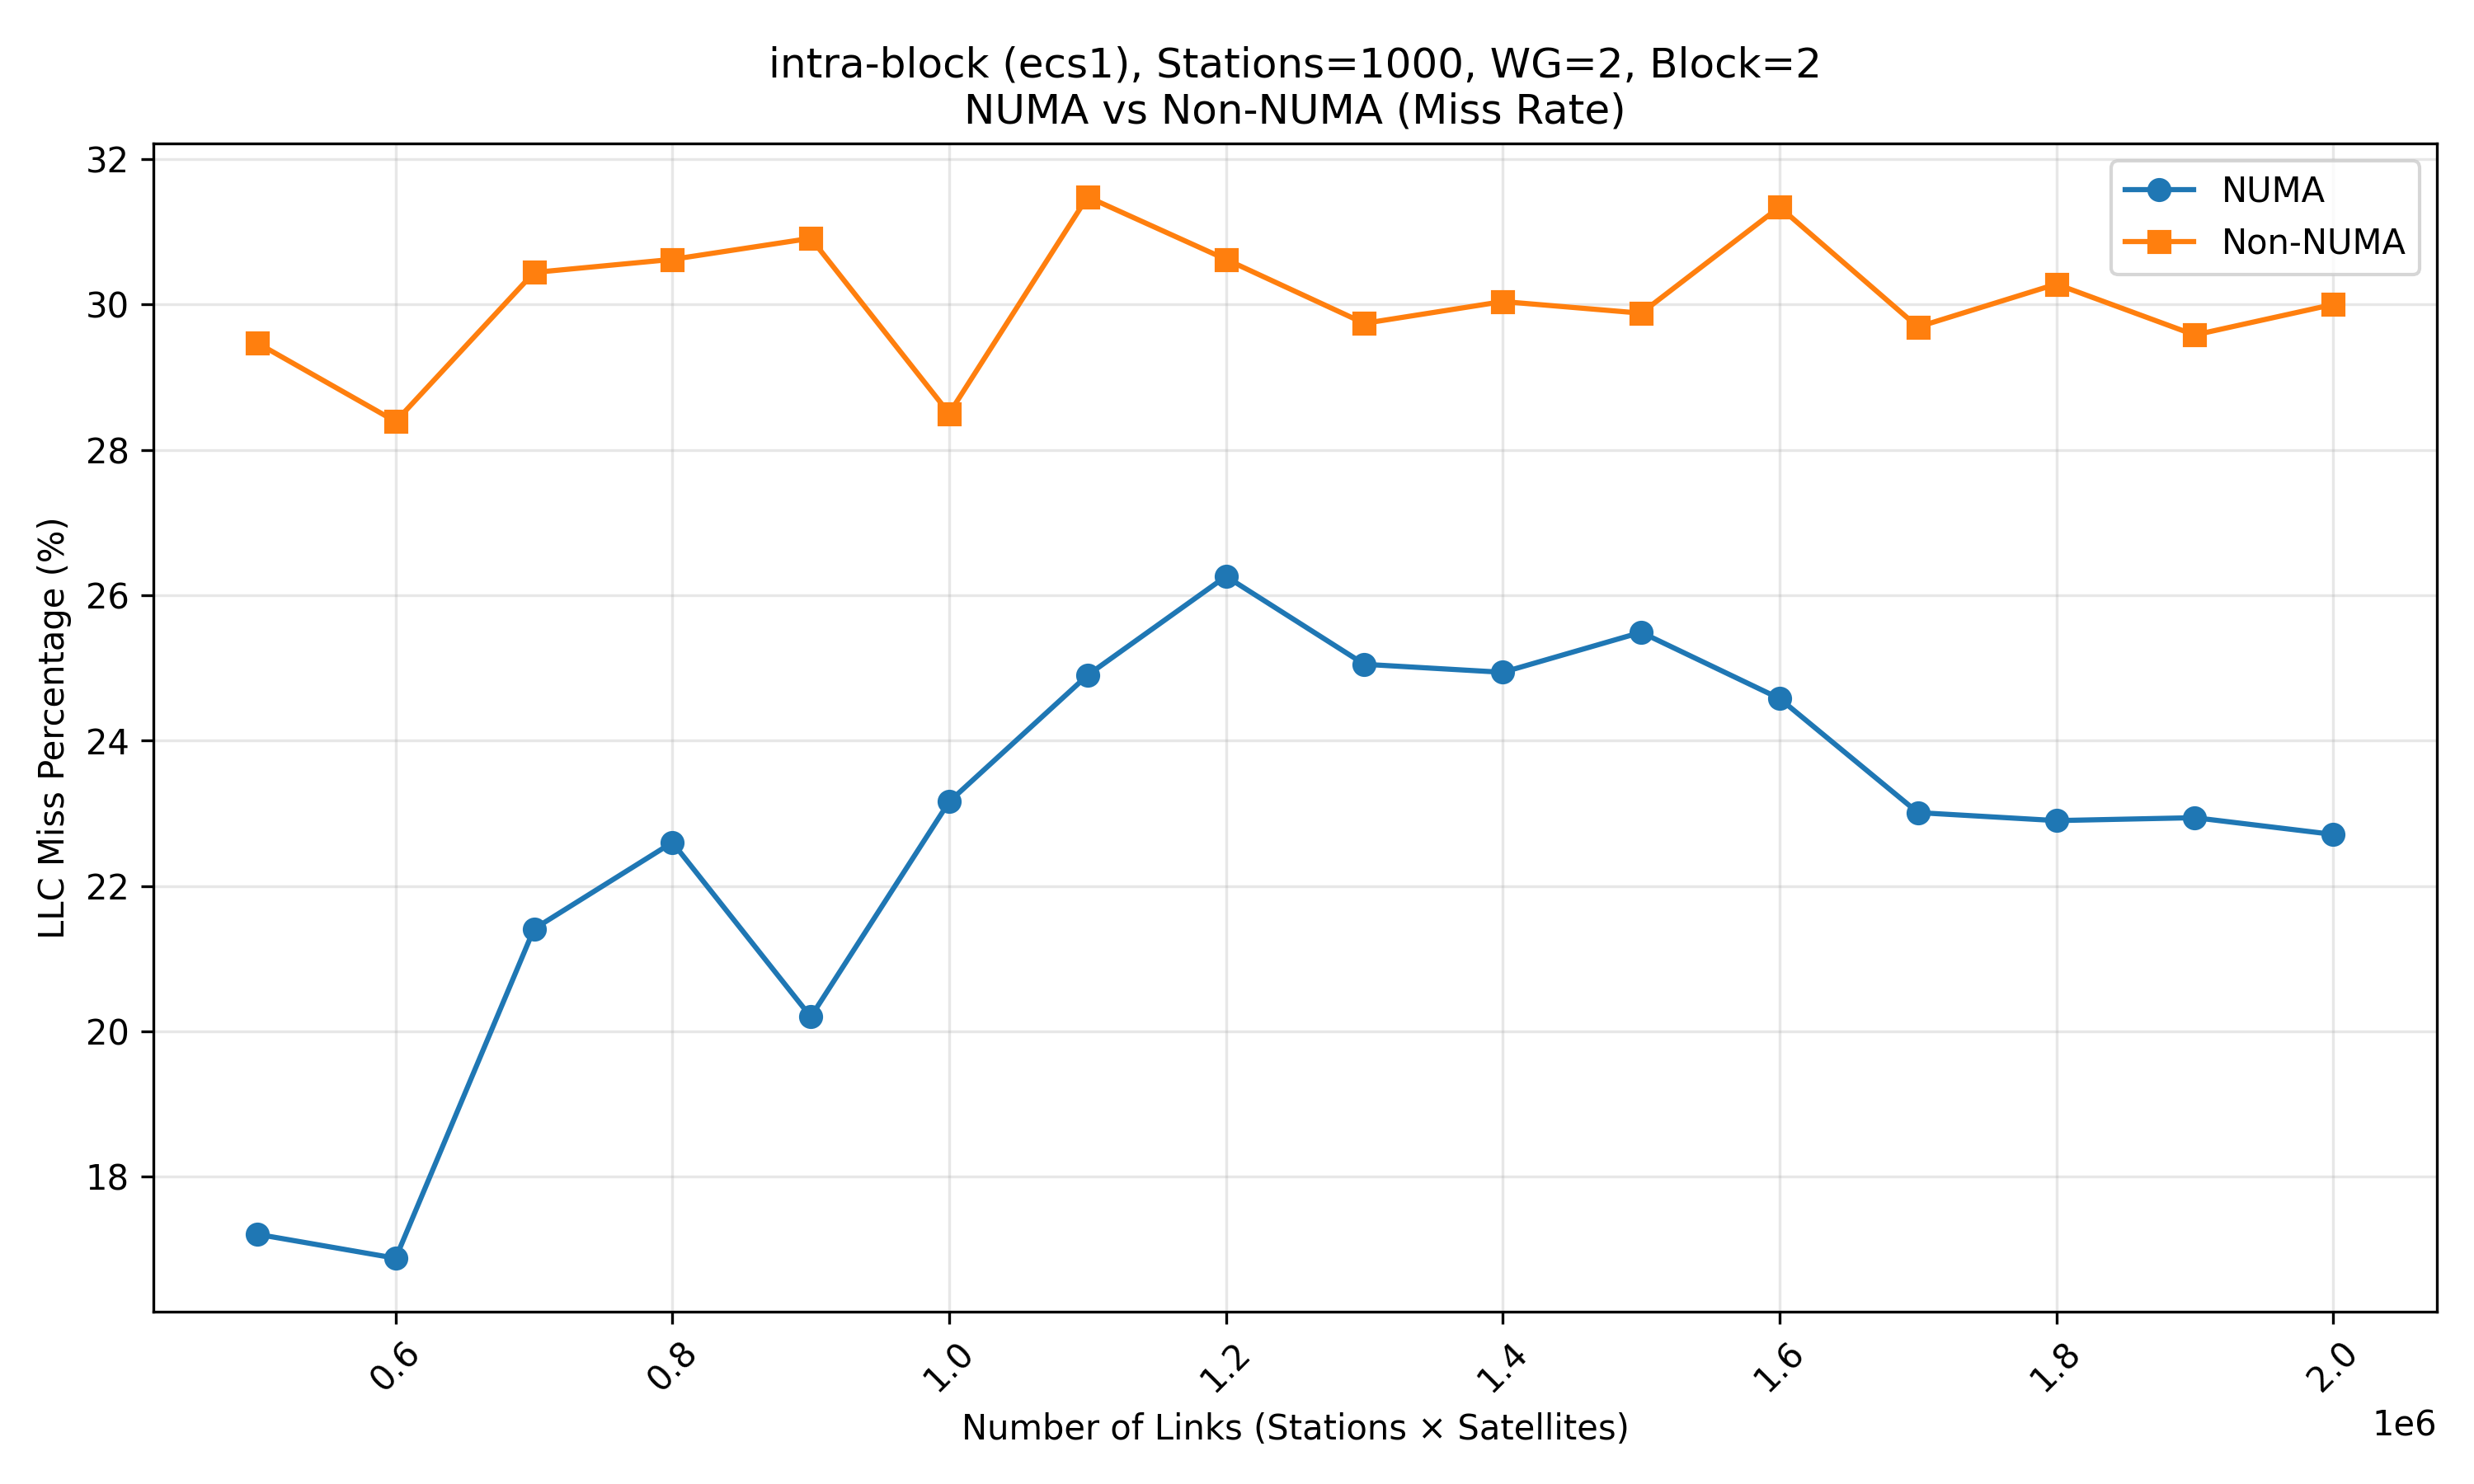 intra-block (ecs1), Stations=1000, WG=2, Block=2
NUMA vs Non-NUMA (Miss Rate)
32
30
28
26
24
22
20
18
LLC Miss Percentage (%)
NUMA
Non-NUMA
0.6
0.8
1.0
1.2
1.4
1.6
1.8
2.0
1e6
Number of Links (Stations × Satellites)